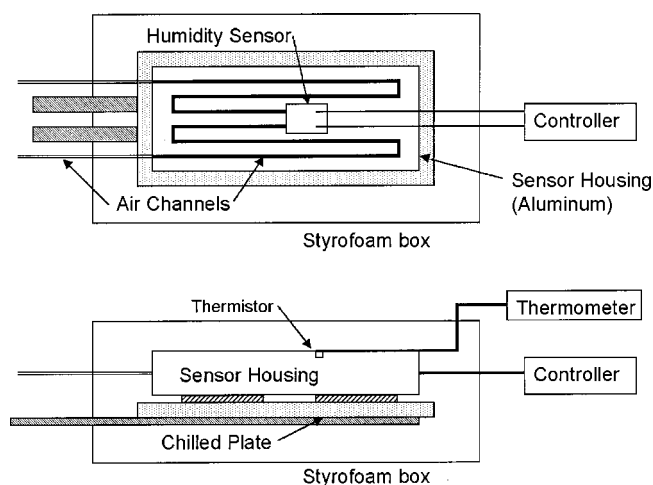 Humidity Sensor
Controller
Air Channels
Sensor Housing
(Aluminum)
Styrofoam box
Thermistor
Thermometer
Sensor Housing
Controller
Chilled Plate
Styrofoam box